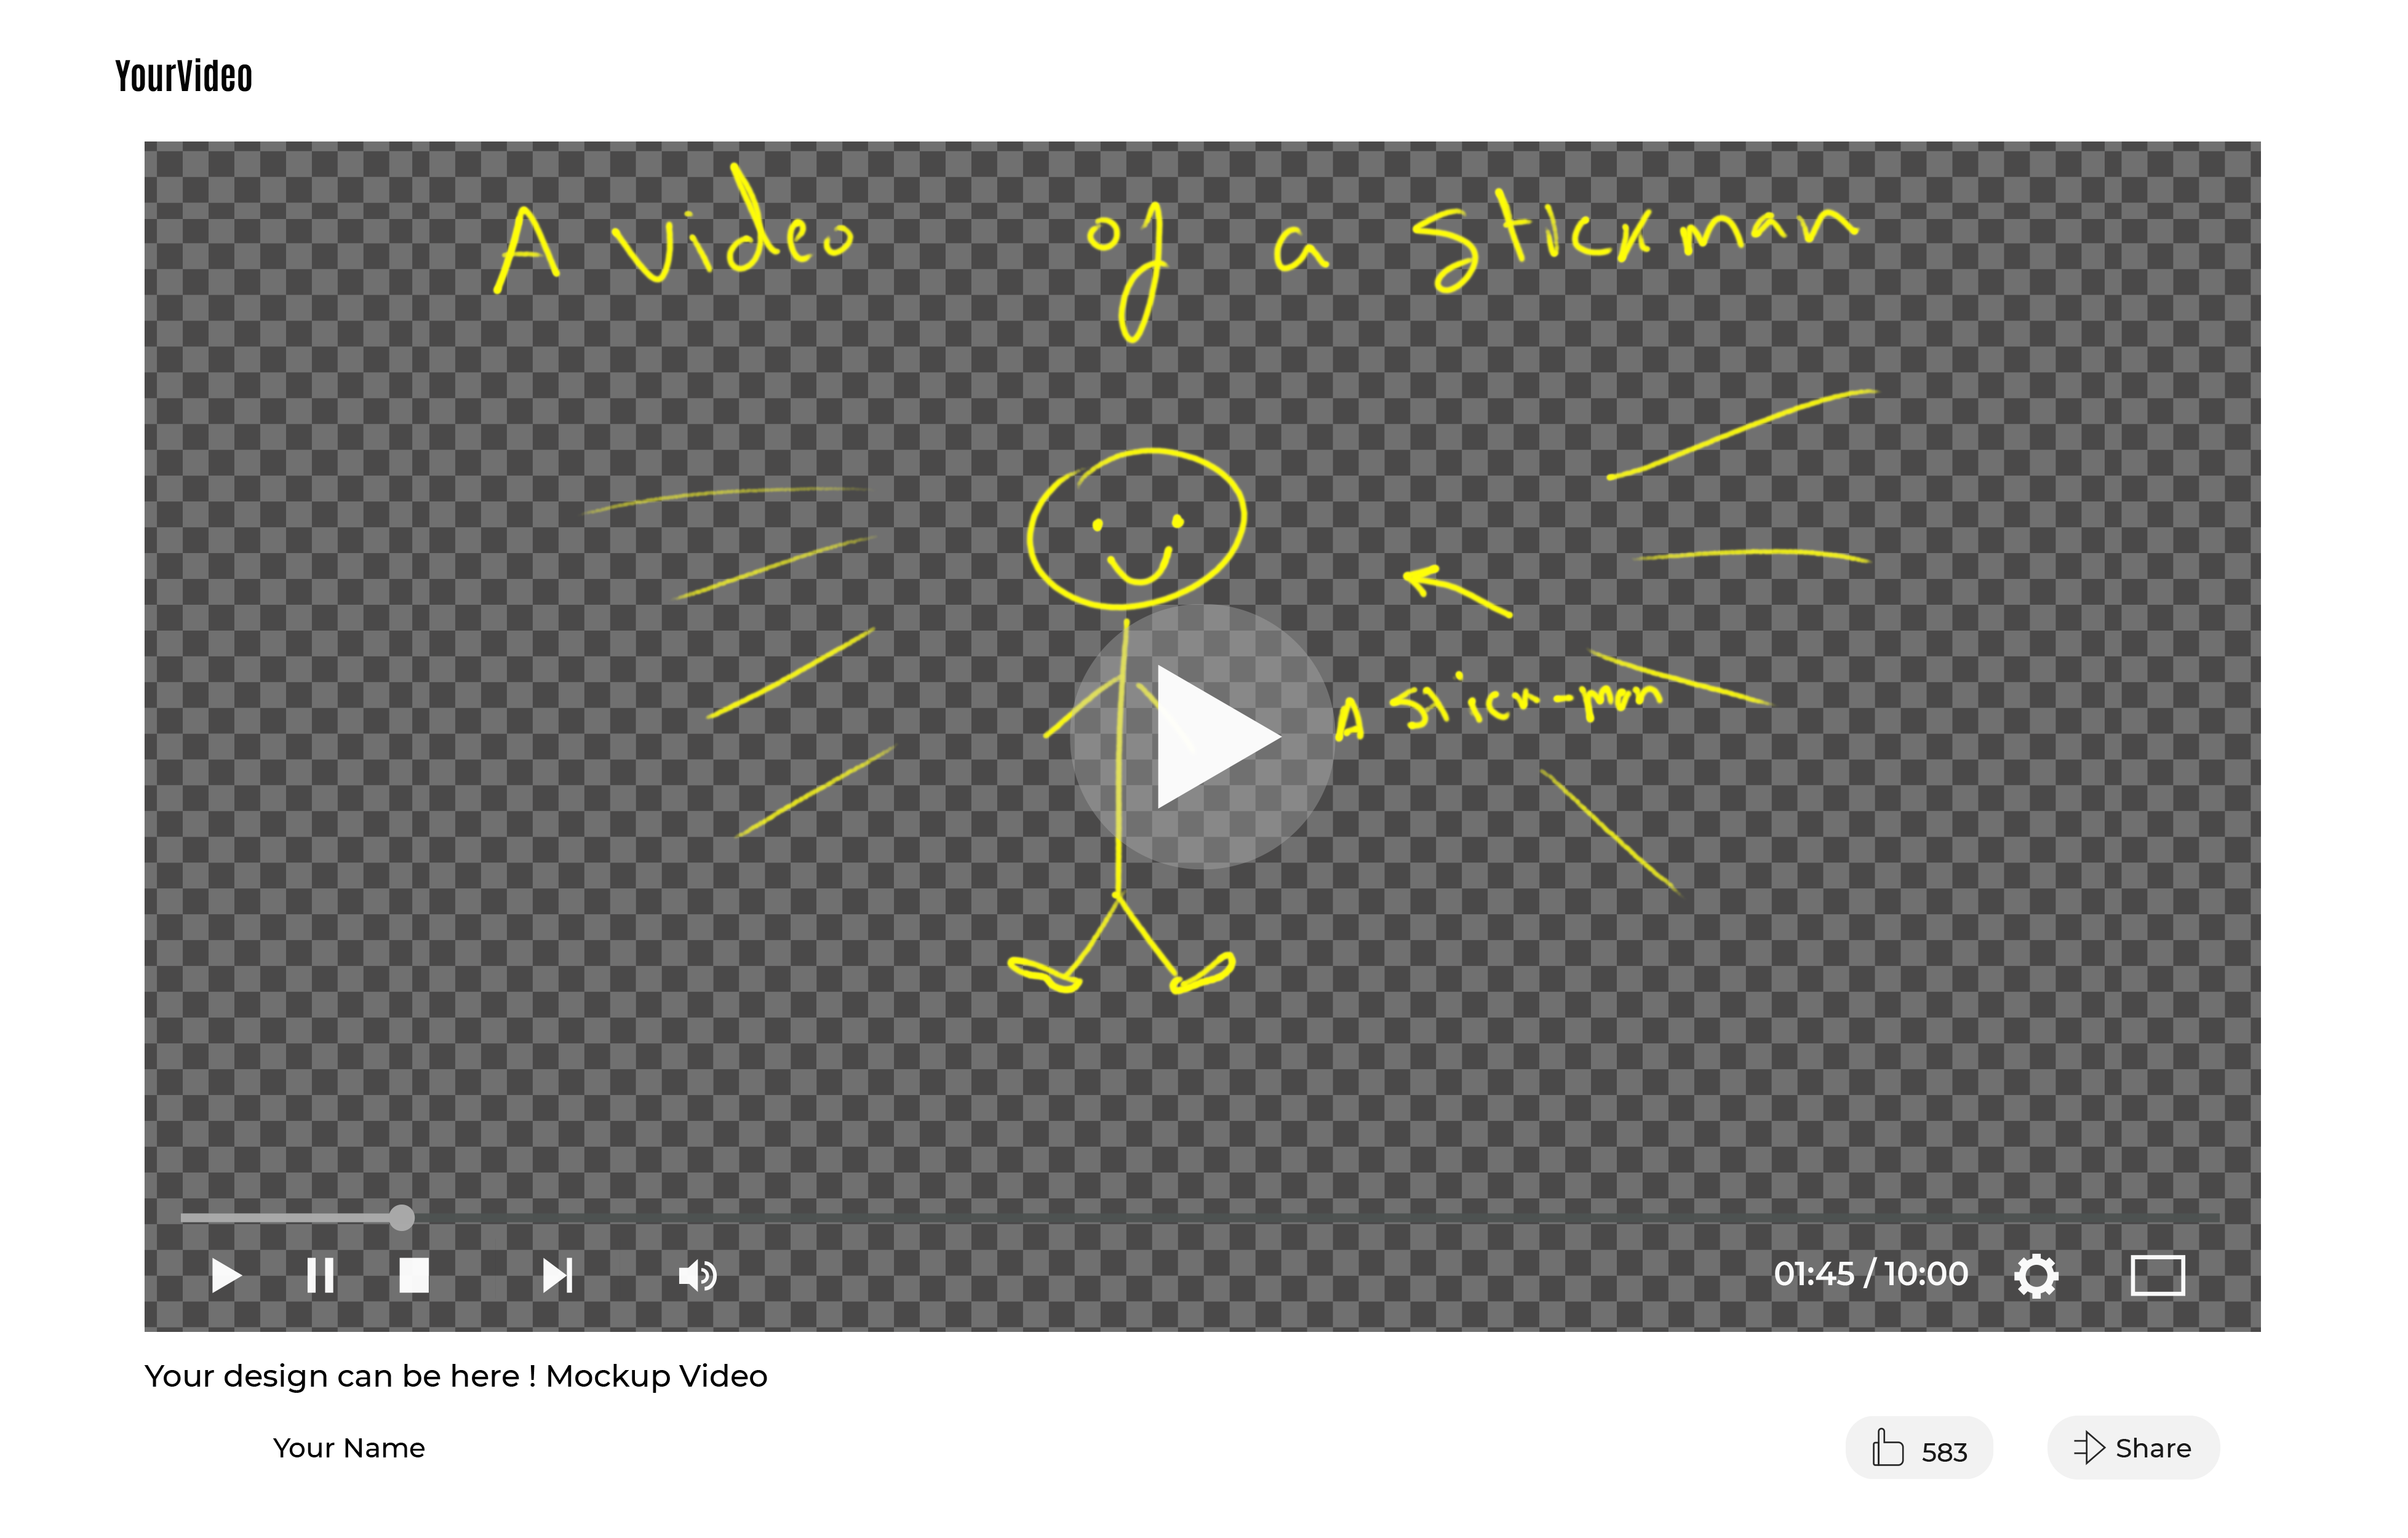 YourVideo
A video of a stickman
A stick-man
01:45 / 10:00
Your design can be here ! Mockup Video
Your Name
583
Share